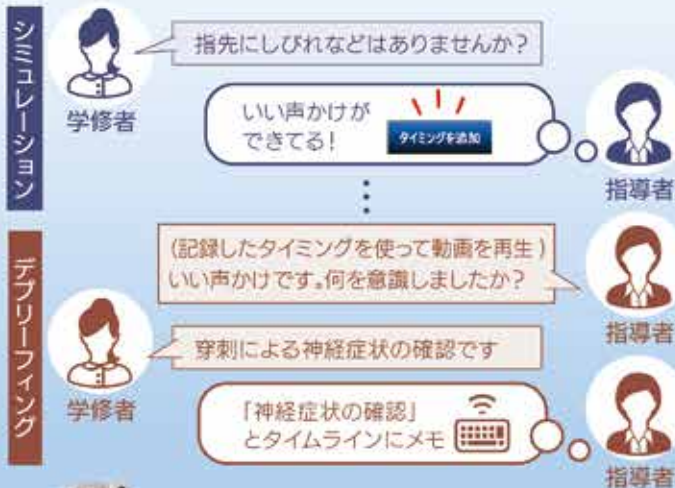 シミュレーション
学修者
指先にしびれなどはありませんか？
いい声かけが
できてる！
タイミングを追加
指導者
デブリーフィング
(記録したタイミングを使って動画を再生)
いい声かけです。何を意識しましたか？
指導者
学修者
穿刺による神経症状の確認です
「神経症状の確認」
とタイムラインにメモ
指導者